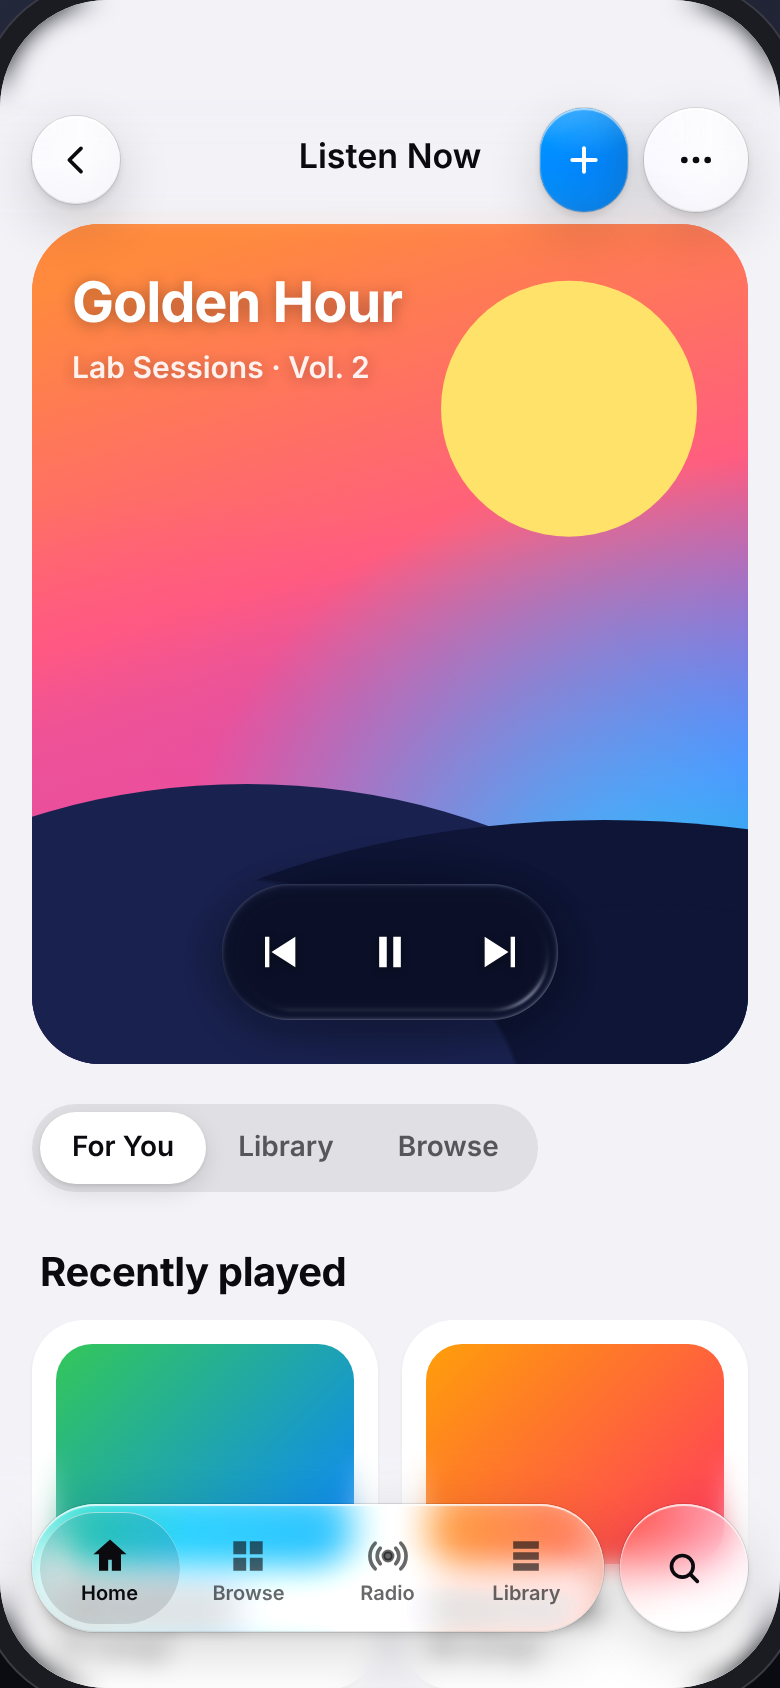 Listen Now
Golden Hour
Lab Sessions · Vol. 2
For You
Library
Browse
Recently played
Home
Browse
Radio
Library